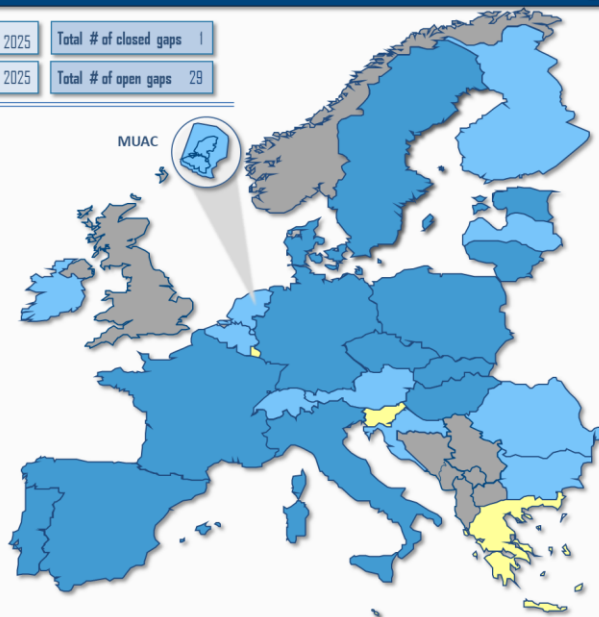 2025
Total # of closed gaps 1
2025
Total # of open gaps 29
MUAC